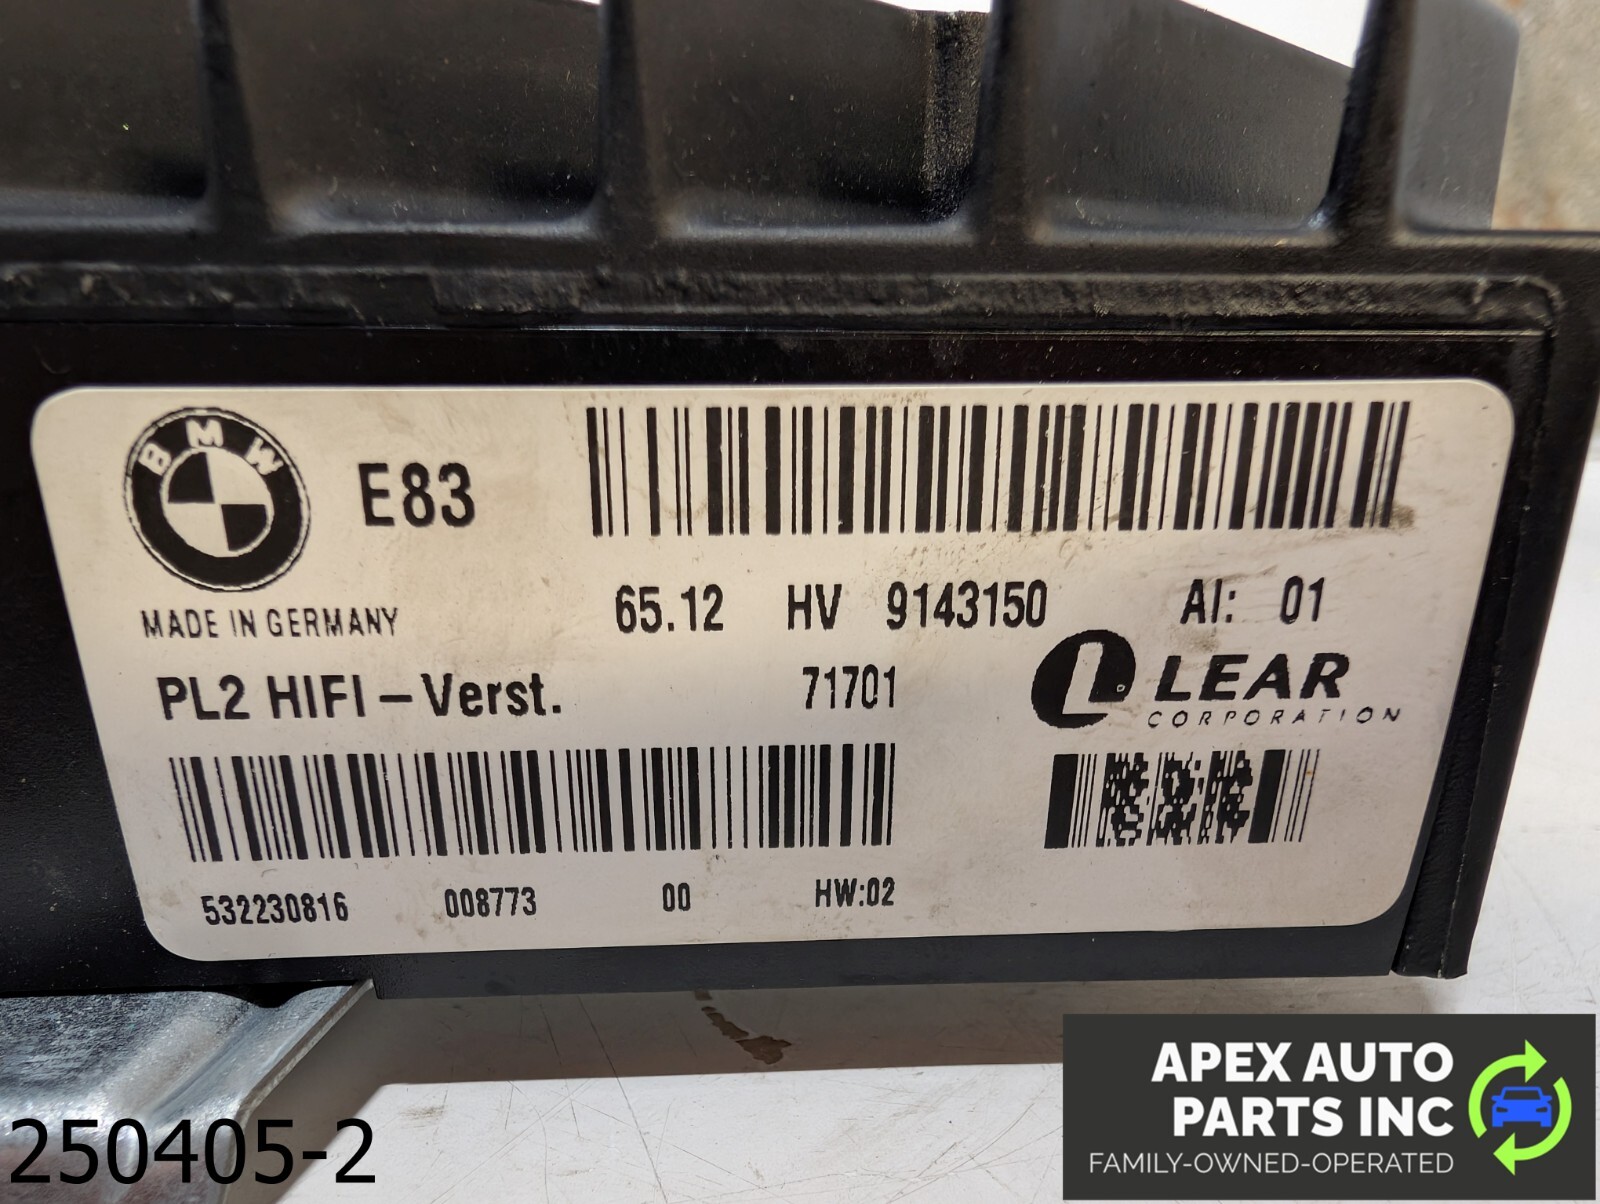 BMW
E83
MADE IN GERMANY
65.12 HV 9143150 AI: 01
PL2 HIFI-Verst. 71701
LEAR
CORPORATION
532230816 008773 00 HW:02
250405-2
APEX AUTO
PARTS INC
FAMILY-OWNED-OPERATED